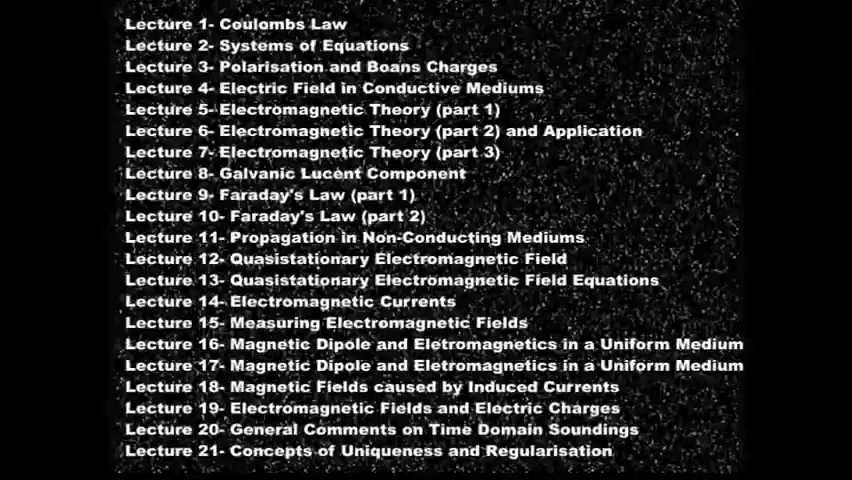 Lecture 1- Coulombs Law
Lecture 2- Systems of Equations
Lecture 3- Polarisation and Boans Charges
Lecture 4- Electric Field in Conductive Mediums
Lecture 5- Electromagnetic Theory (part 1)
Lecture 6- Electromagnetic Theory (part 2) and Application
Lecture 7- Electromagnetic Theory (part 3)
Lecture 8- Galvanic Lucent Component
Lecture 9- Faraday's Law (part 1)
Lecture 10- Faraday's Law (part 2)
Lecture 11- Propagation in Non-Conducting Mediums
Lecture 12- Quasistationary Electromagnetic Field
Lecture 13- Quasistationary Electromagnetic Field Equations
Lecture 14- Electromagnetic Currents
Lecture 15- Measuring Electromagnetic Fields
Lecture 16- Magnetic Dipole and Eletromagnetics in a Uniform Medium
Lecture 17- Magnetic Dipole and Eletromagnetics in a Uniform Medium
Lecture 18- Magnetic Fields caused by Induced Currents
Lecture 19- Electromagnetic Fields and Electric Charges
Lecture 20- General Comments on Time Domain Soundings
Lecture 21- Concepts of Uniqueness and Regularisation